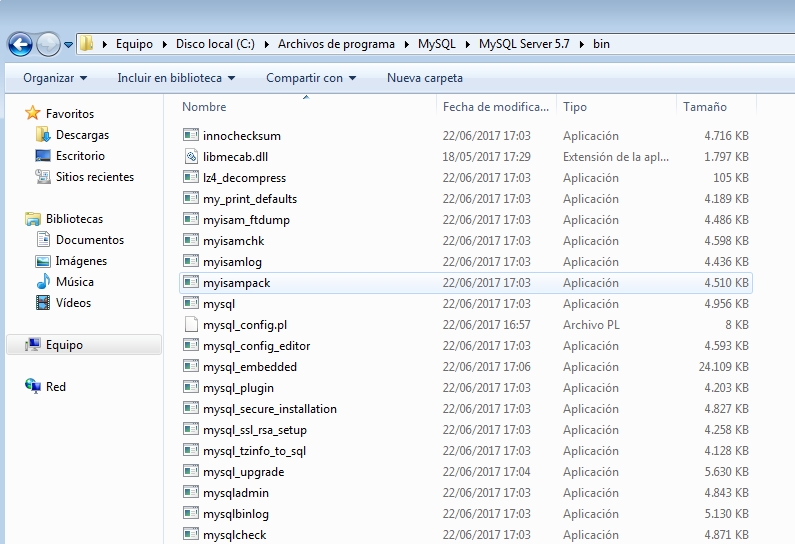 Equipo Disco local (C:) Archivos de programa MySQL MySQL Server 5.7 bin
Organizar Incluir en biblioteca Compartir con Nueva carpeta
Favoritos
Descargas
Escritorio
Sitios recientes
Bibliotecas
Documentos
Imágenes
Música
Vídeos
Equipo
Red
Nombre Fecha de modifica... Tipo Tamaño
innochecksum 22/06/2017 17:03 Aplicación 4.716 KB
libmecab.dll 18/05/2017 17:29 Extensión de la apl... 1.797 KB
lz4_decompress 22/06/2017 17:03 Aplicación 105 KB
my_print_defaults 22/06/2017 17:03 Aplicación 4.189 KB
myisam_ftdump 22/06/2017 17:03 Aplicación 4.486 KB
myisamchk 22/06/2017 17:03 Aplicación 4.598 KB
myisamlog 22/06/2017 17:03 Aplicación 4.436 KB
myisampack 22/06/2017 17:03 Aplicación 4.510 KB
mysql 22/06/2017 17:03 Aplicación 4.956 KB
mysql_config.pl 22/06/2017 16:57 Archivo PL 8 KB
mysql_config_editor 22/06/2017 17:03 Aplicación 4.593 KB
mysql_embedded 22/06/2017 17:06 Aplicación 24.109 KB
mysql_plugin 22/06/2017 17:03 Aplicación 4.203 KB
mysql_secure_installation 22/06/2017 17:03 Aplicación 4.827 KB
mysql_ssl_rsa_setup 22/06/2017 17:03 Aplicación 4.258 KB
mysql_tzinfo_to_sql 22/06/2017 17:03 Aplicación 4.128 KB
mysql_upgrade 22/06/2017 17:04 Aplicación 5.630 KB
mysqladmin 22/06/2017 17:03 Aplicación 4.843 KB
mysqlbinlog 22/06/2017 17:03 Aplicación 5.130 KB
mysqlcheck 22/06/2017 17:03 Aplicación 4.871 KB